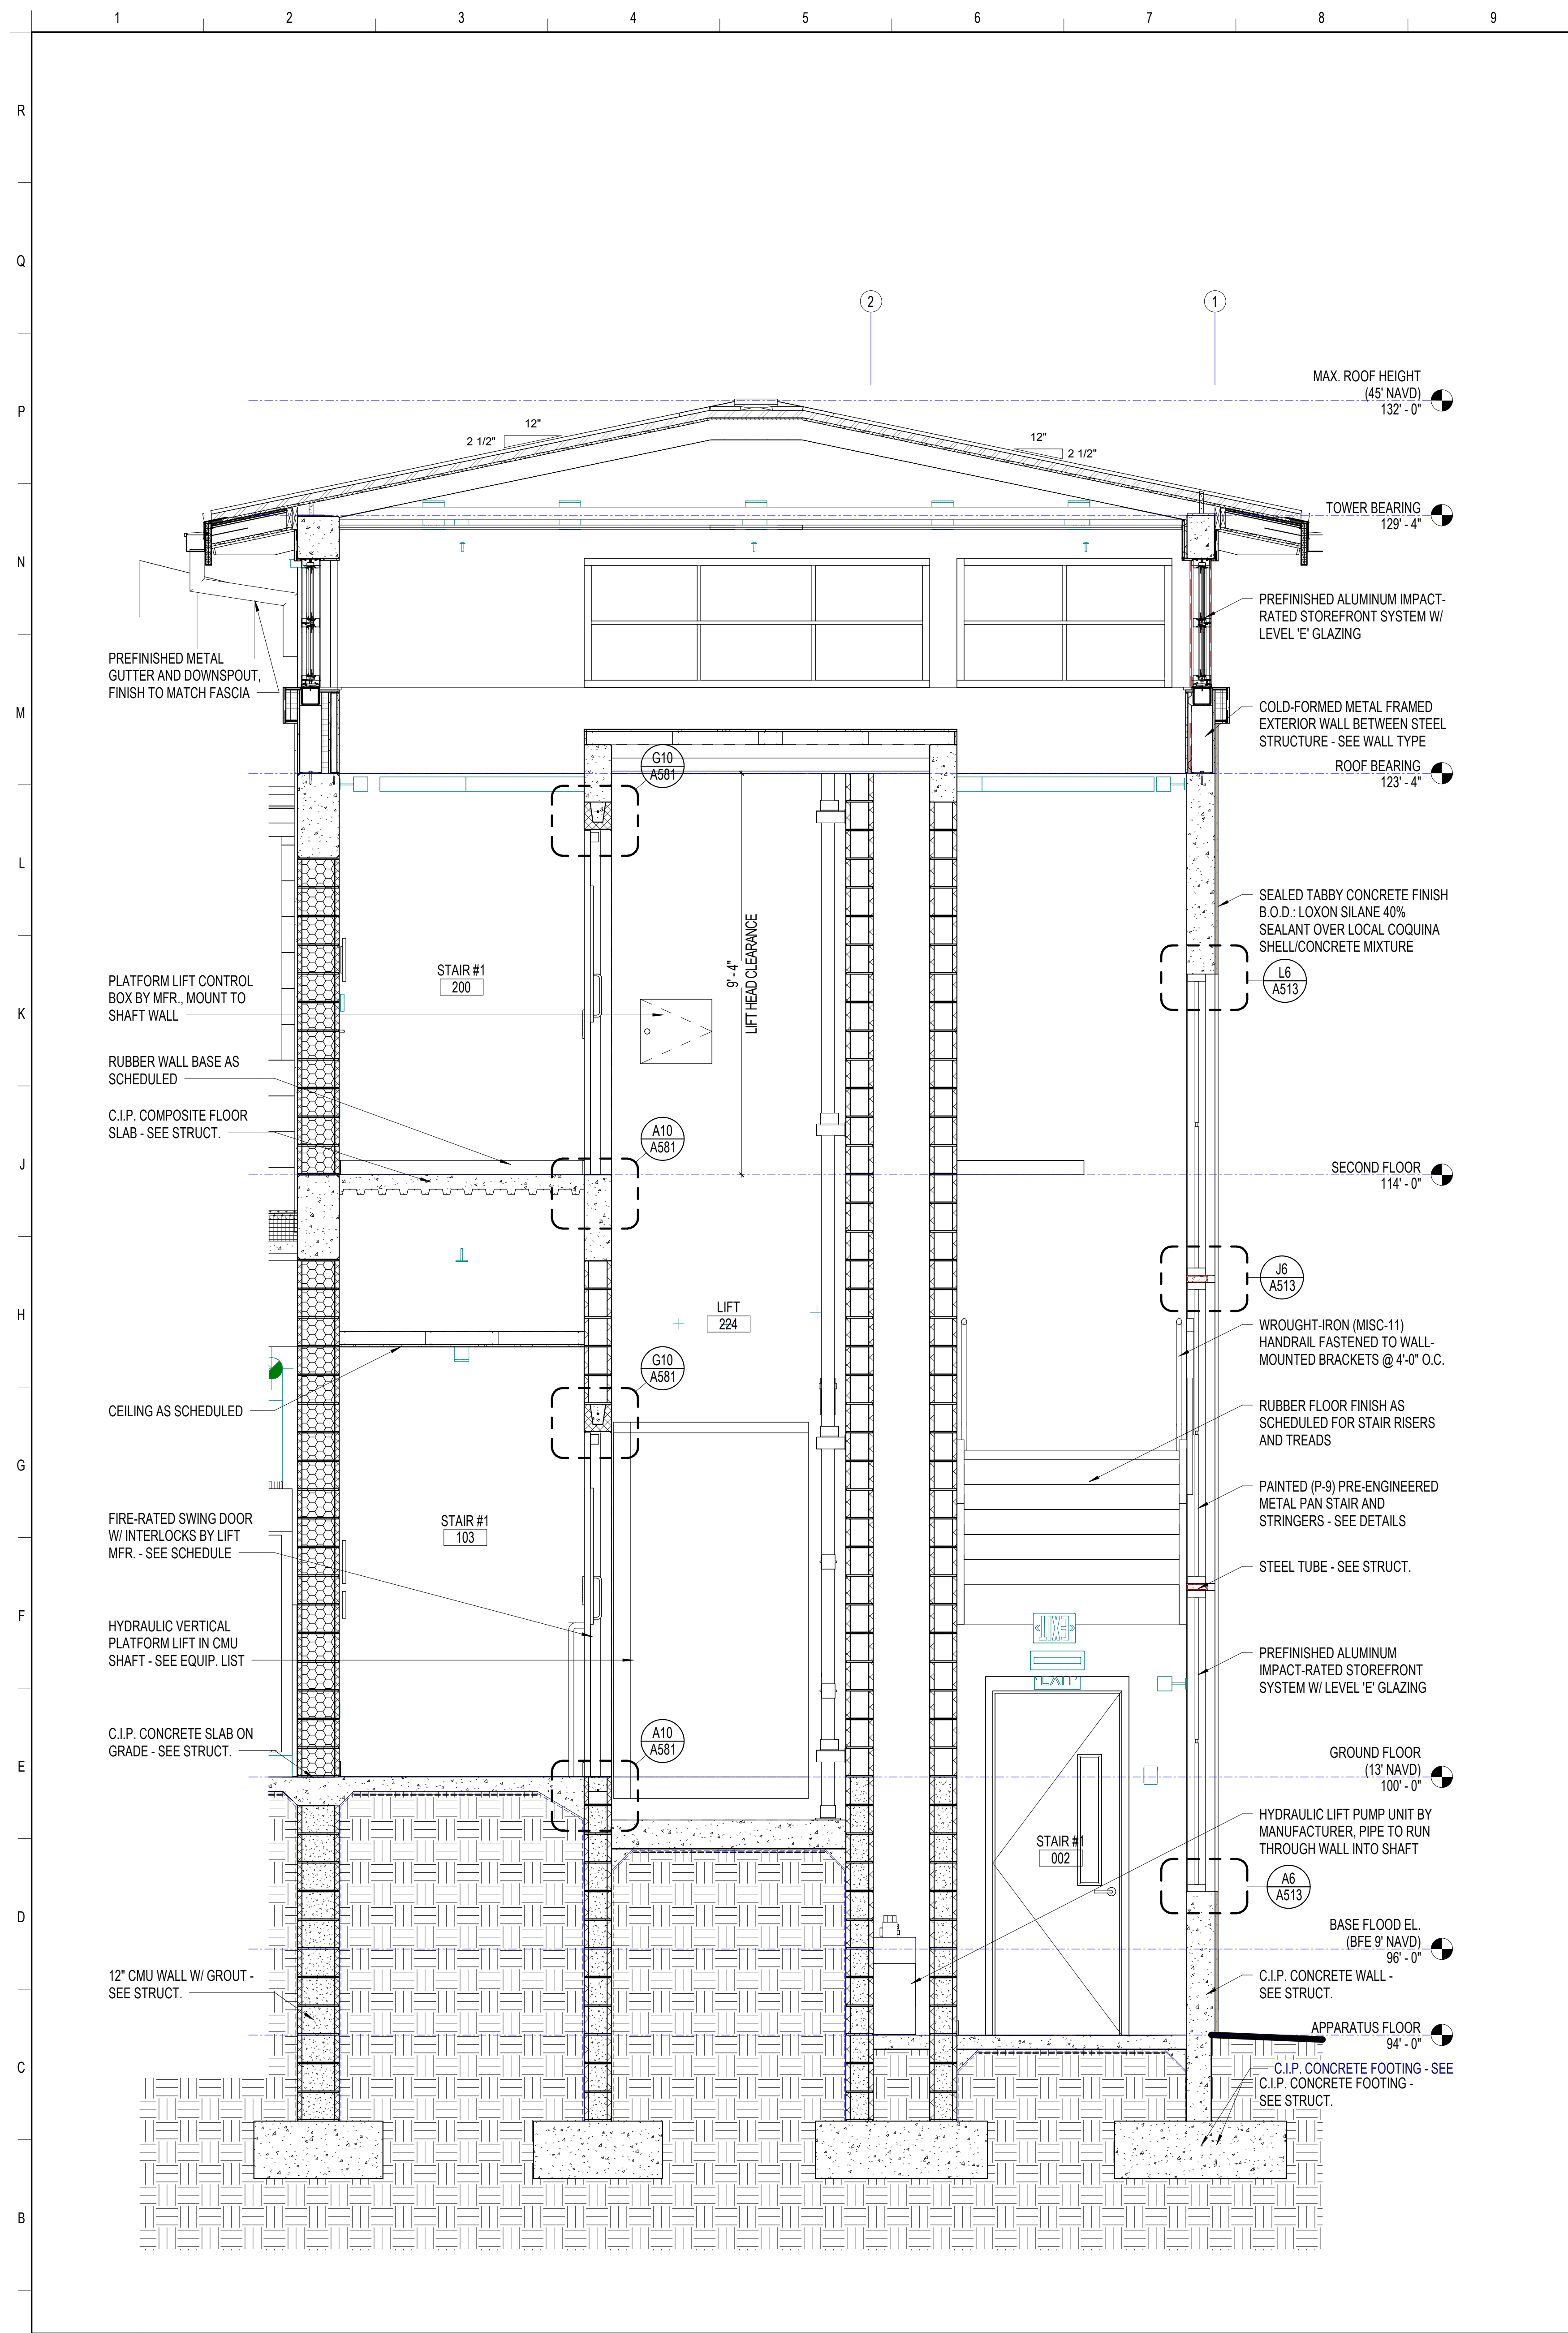 1 2 3 4 5 6 7 8 9
R
Q
P
N
M
L
K
J
H
G
F
E
D
C
B
2 1
MAX. ROOF HEIGHT
(45' NAVD)
132' - 0"
12"
2 1/2"
12"
2 1/2"
TOWER BEARING
129' - 4"
PREFINISHED ALUMINUM IMPACT-
RATED STOREFRONT SYSTEM W/
LEVEL 'E' GLAZING
PREFINISHED METAL
GUTTER AND DOWNSPOUT,
FINISH TO MATCH FASCIA
COLD-FORMED METAL FRAMED
EXTERIOR WALL BETWEEN STEEL
STRUCTURE - SEE WALL TYPE
G10
A581
ROOF BEARING
123' - 4"
SEALED TABBY CONCRETE FINISH
B.O.D.: LOXON SILANE 40%
SEALANT OVER LOCAL COQUINA
SHELL/CONCRETE MIXTURE
9' - 4"
LIFT HEAD CLEARANCE
STAIR #1
200
L6
A513
PLATFORM LIFT CONTROL
BOX BY MFR., MOUNT TO
SHAFT WALL
RUBBER WALL BASE AS
SCHEDULED
C.I.P. COMPOSITE FLOOR
SLAB - SEE STRUCT.
A10
A581
SECOND FLOOR
114' - 0"
J6
A513
LIFT
224
WROUGHT-IRON (MISC-11)
HANDRAIL FASTENED TO WALL-
MOUNTED BRACKETS @ 4'-0" O.C.
G10
A581
CEILING AS SCHEDULED
RUBBER FLOOR FINISH AS
SCHEDULED FOR STAIR RISERS
AND TREADS
PAINTED (P-9) PRE-ENGINEERED
METAL PAN STAIR AND
STRINGERS - SEE DETAILS
FIRE-RATED SWING DOOR
W/ INTERLOCKS BY LIFT
MFR. - SEE SCHEDULE
STAIR #1
103
STEEL TUBE - SEE STRUCT.
HYDRAULIC VERTICAL
PLATFORM LIFT IN CMU
SHAFT - SEE EQUIP. LIST
EXIT
EXIT
PREFINISHED ALUMINUM
IMPACT-RATED STOREFRONT
SYSTEM W/ LEVEL 'E' GLAZING
C.I.P. CONCRETE SLAB ON
GRADE - SEE STRUCT.
A10
A581
GROUND FLOOR
(13' NAVD)
100' - 0"
HYDRAULIC LIFT PUMP UNIT BY
MANUFACTURER, PIPE TO RUN
THROUGH WALL INTO SHAFT
STAIR #1
002
A6
A513
BASE FLOOD EL.
(BFE 9' NAVD)
96' - 0"
12" CMU WALL W/ GROUT -
SEE STRUCT.
C.I.P. CONCRETE WALL -
SEE STRUCT.
APPARATUS FLOOR
94' - 0"
C.I.P. CONCRETE FOOTING - SEE
C.I.P. CONCRETE FOOTING -
SEE STRUCT.